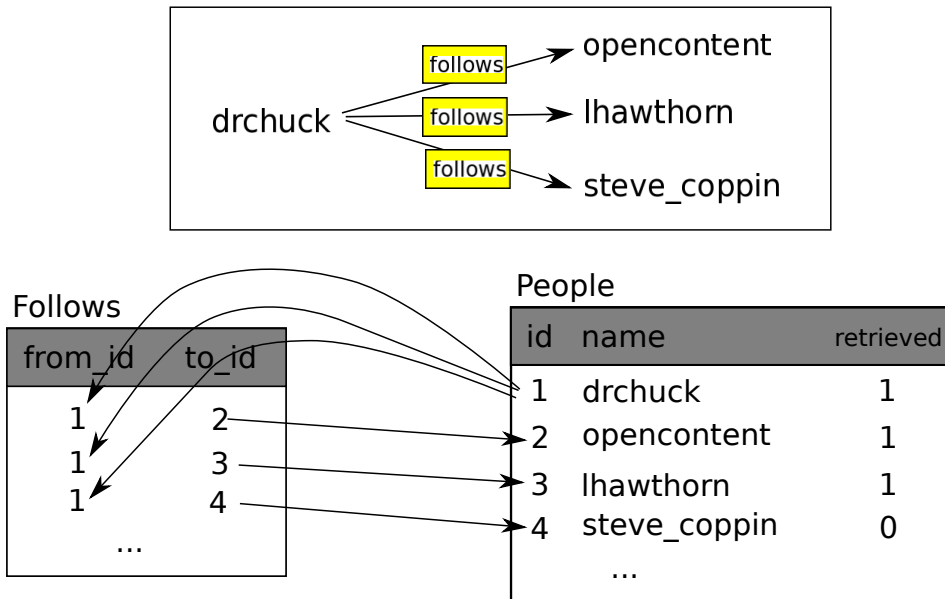 follows opencontent
drchuck follows lhawthorn
follows steve_coppin
Follows
from_id to_id
1 2
1 3
1 4
...
People
id name retrieved
1 drchuck 1
2 opencontent 1
3 lhawthorn 1
4 steve_coppin 0
...